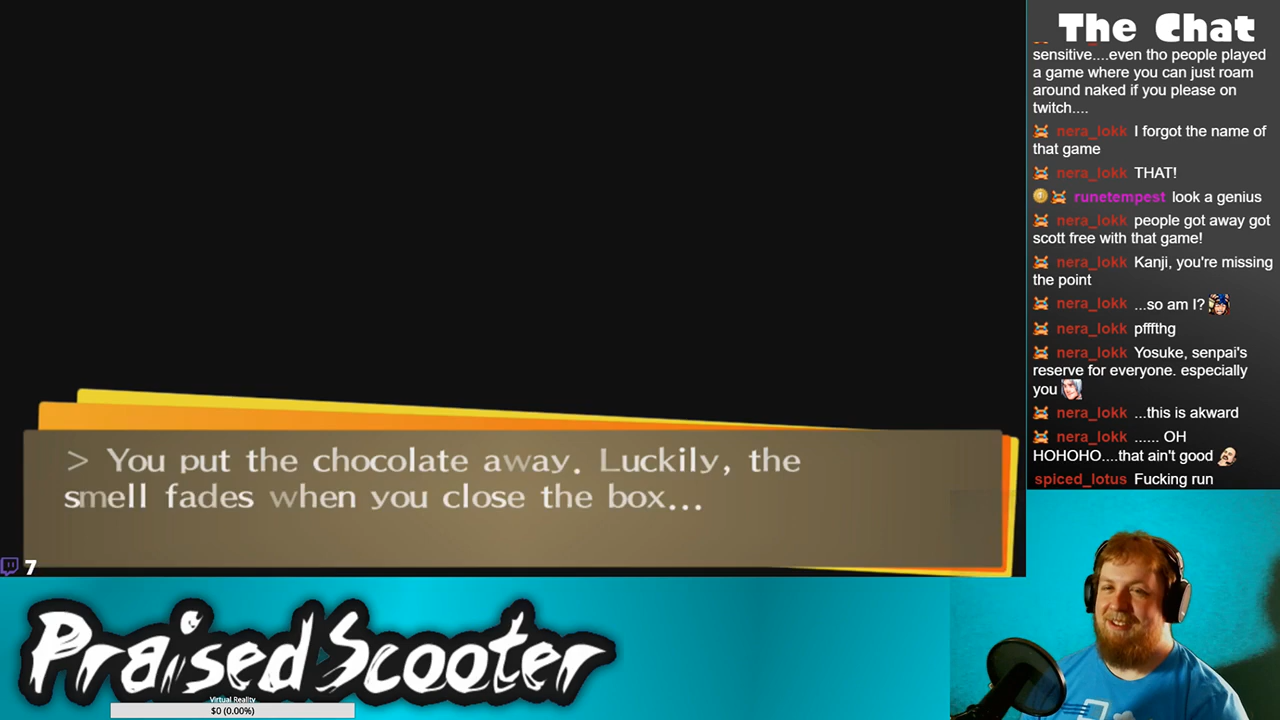 The Chat
sensitive....even tho people played
a game where you can just roam
around naked if you please on
twitch....
nera_lokk I forgot the name of
that game
nera_lokk THAT!
runetempest look a genius
nera_lokk people got away got
scott free with that game!
nera_lokk Kanji, you're missing
the point
nera_lokk ...so am I?
nera_lokk pfffthg
nera_lokk Yosuke, senpai's
reserve for everyone. especially
you
nera_lokk ...this is akward
nera_lokk ...... OH
HOHOHO....that ain't good
spiced_lotus Fucking run
> You put the chocolate away. Luckily, the
smell fades when you close the box...
7
PraisedScooter
Virtual Reality
$0 (0.00%)